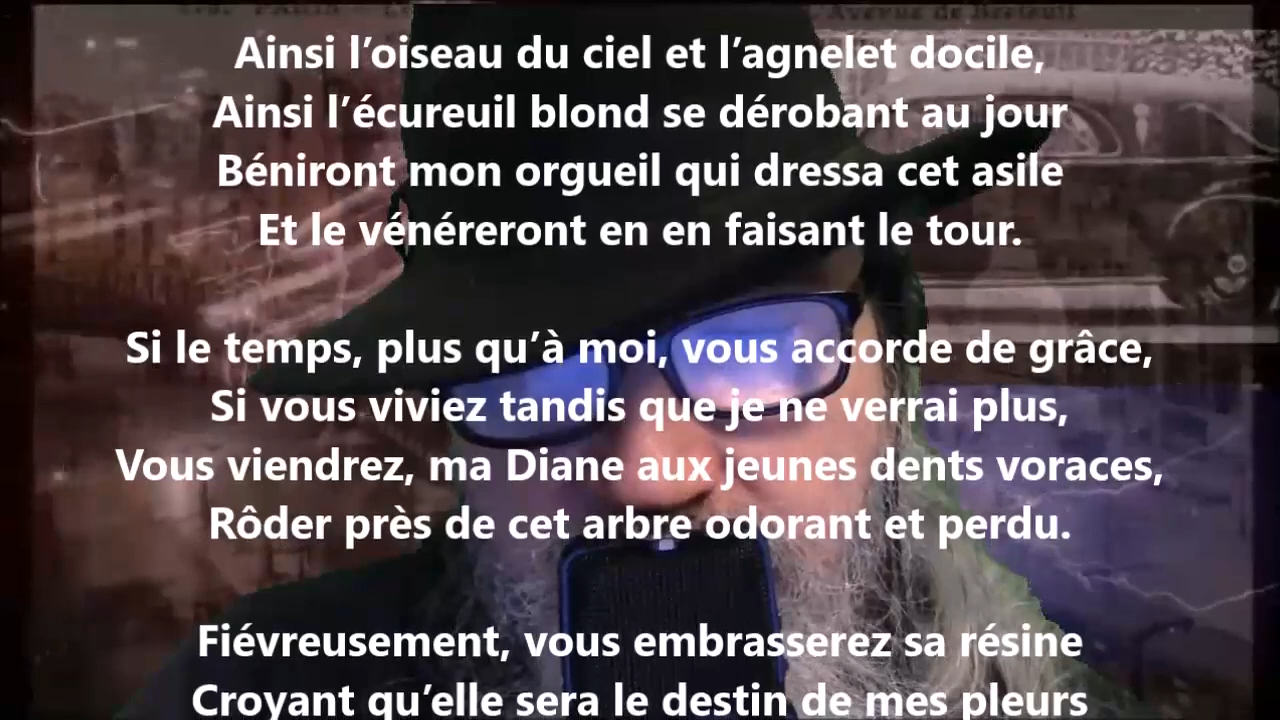 Avenue de Breteuil
Ainsi l’oiseau du ciel et l’agnelet docile,
Ainsi l’écureuil blond se dérobant au jour
Béniront mon orgueil qui dressa cet asile
Et le vénéreront en en faisant le tour.
Si le temps, plus qu’à moi, vous accorde de grâce,
Si vous viviez tandis que je ne verrai plus,
Vous viendrez, ma Diane aux jeunes dents voraces,
Rôder près de cet arbre odorant et perdu.
Fiévreusement, vous embrasserez sa résine
Croyant qu’elle sera le destin de mes pleurs